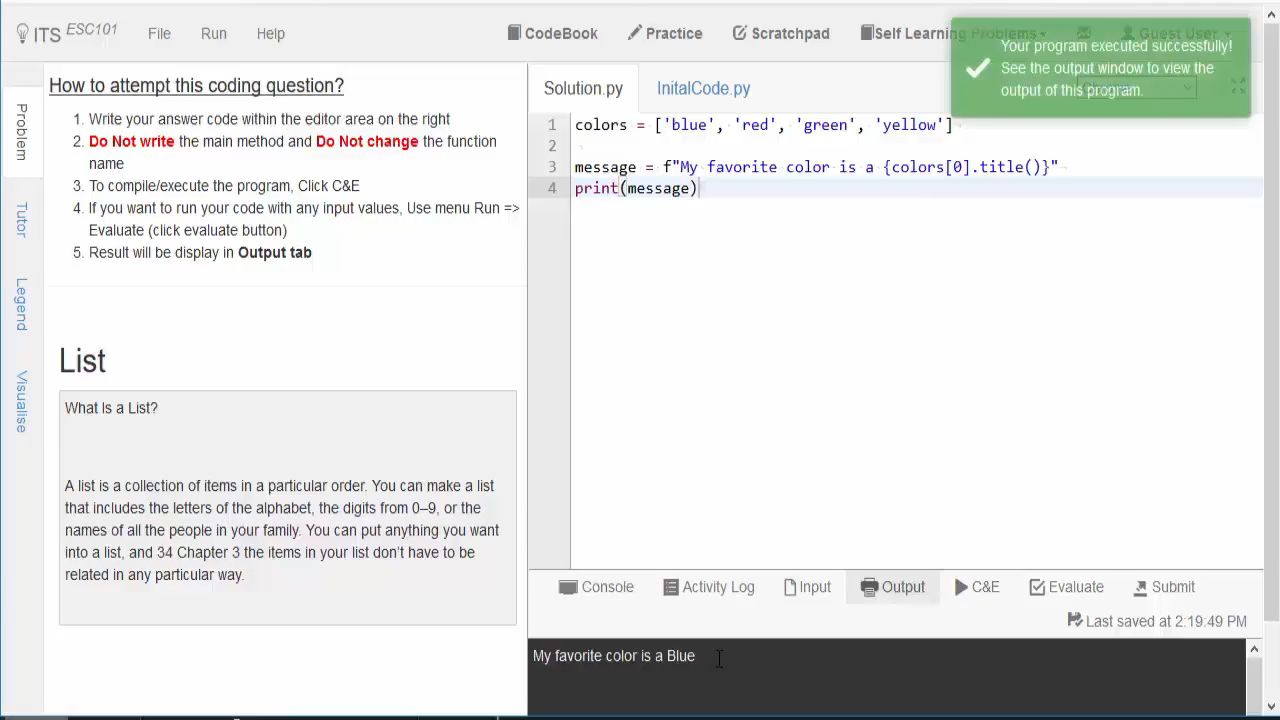 ITS ESC101 File Run Help CodeBook Practice Scratchpad Self Learning Problems Guest User
Your program executed successfully!
See the output window to view the
output of this program.
Problem
Tutor
Legend
Visualise
How to attempt this coding question?
1. Write your answer code within the editor area on the right
2. Do Not write the main method and Do Not change the function
name
3. To compile/execute the program, Click C&E
4. If you want to run your code with any input values, Use menu Run =>
Evaluate (click evaluate button)
5. Result will be display in Output tab
List
What Is a List?
A list is a collection of items in a particular order. You can make a list
that includes the letters of the alphabet, the digits from 0–9, or the
names of all the people in your family. You can put anything you want
into a list, and 34 Chapter 3 the items in your list don't have to be
related in any particular way.
Solution.py InitalCode.py
1 colors = ['blue', 'red', 'green', 'yellow']
2
3 message = f"My favorite color is a {colors[0].title()}"
4 print(message)
Console Activity Log Input Output C&E Evaluate Submit
Last saved at 2:19:49 PM
My favorite color is a Blue